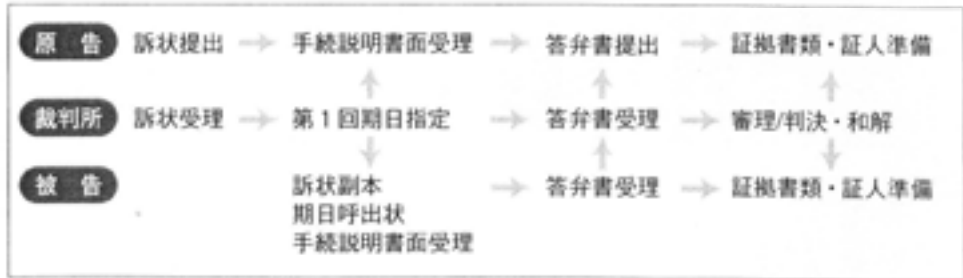 原告 訴状提出 → 手続説明書面受理 → 答弁書提出 → 証拠書類・証人準備
裁判所 訴状受理 → 第1回期日指定 → 答弁書受理 → 審理/判決・和解
被告 訴状副本 → 答弁書受理 → 証拠書類・証人準備
期日呼出状
手続説明書面受理